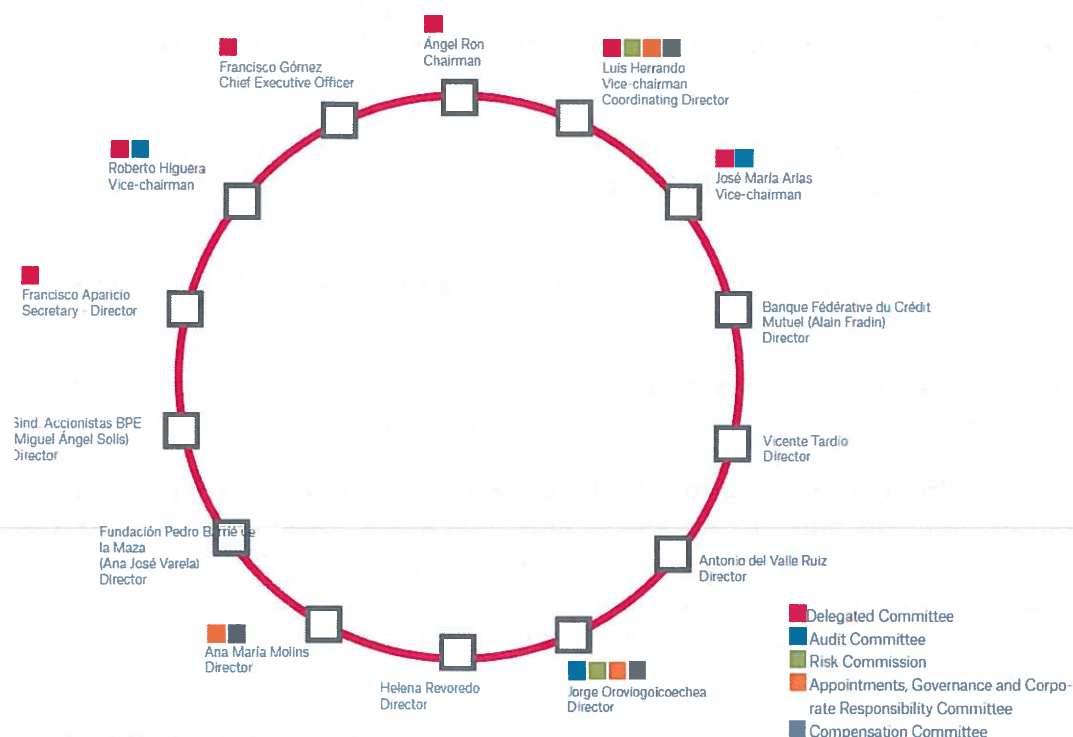 Ángel Ron
Chairman
Luis Herrando
Vice-chairman
Coordinating Director
José María Arias
Vice-chairman
Banque Fédérative du Crédit
Mutuel (Alain Fradin)
Director
Vicente Tardio
Director
Antonio del Valle Ruiz
Director
Jorge Oroviogoicoechea
Director
Helena Revoredo
Director
Ana María Molins
Director
Fundación Pedro Barrié de
la Maza
(Ana José Varela)
Director
Sind. Accionistas BPE
(Miguel Ángel Solís)
Director
Francisco Aparicio
Secretary - Director
Roberto Higuera
Vice-chairman
Francisco Gómez
Chief Executive Officer
Delegated Committee
Audit Committee
Risk Commission
Appointments, Governance and Corpo-
rate Responsibility Committee
Compensation Committee